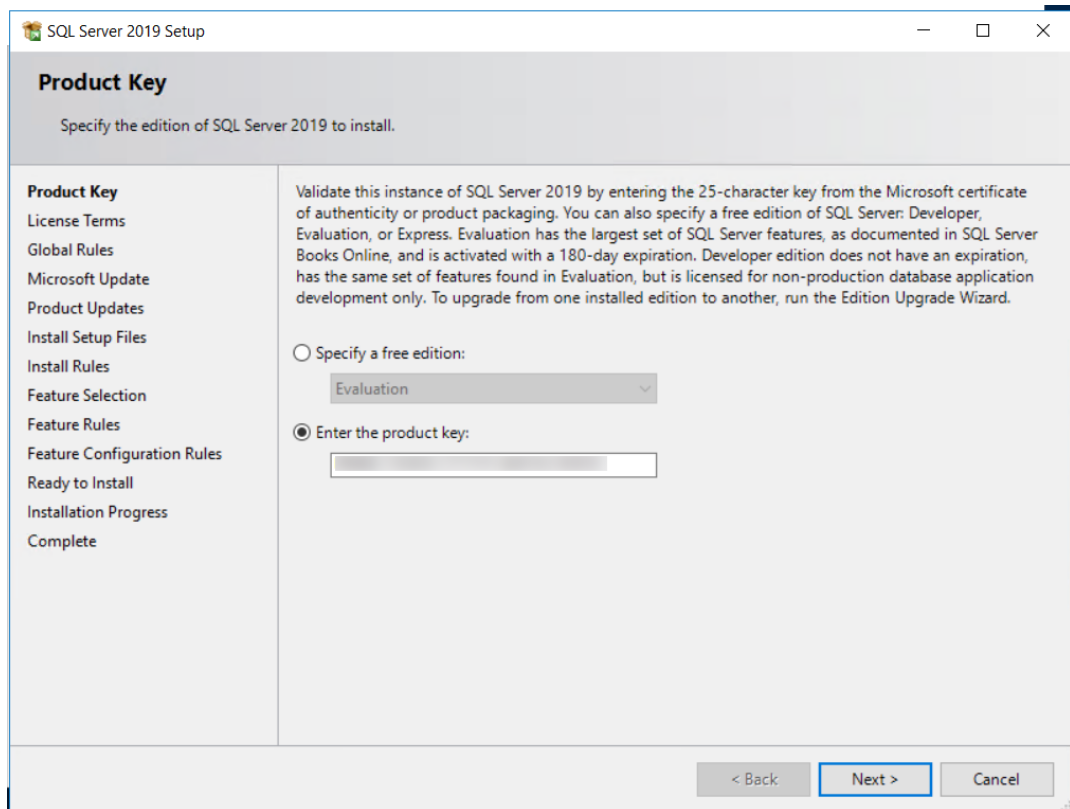 SQL Server 2019 Setup
Product Key
Specify the edition of SQL Server 2019 to install.
Product Key
License Terms
Global Rules
Microsoft Update
Product Updates
Install Setup Files
Install Rules
Feature Selection
Feature Rules
Feature Configuration Rules
Ready to Install
Installation Progress
Complete
Validate this instance of SQL Server 2019 by entering the 25-character key from the Microsoft certificate
of authenticity or product packaging. You can also specify a free edition of SQL Server: Developer,
Evaluation, or Express. Evaluation has the largest set of SQL Server features, as documented in SQL Server
Books Online, and is activated with a 180-day expiration. Developer edition does not have an expiration,
has the same set of features found in Evaluation, but is licensed for non-production database application
development only. To upgrade from one installed edition to another, run the Edition Upgrade Wizard.
Specify a free edition:
Evaluation
Enter the product key:
< Back
Next >
Cancel